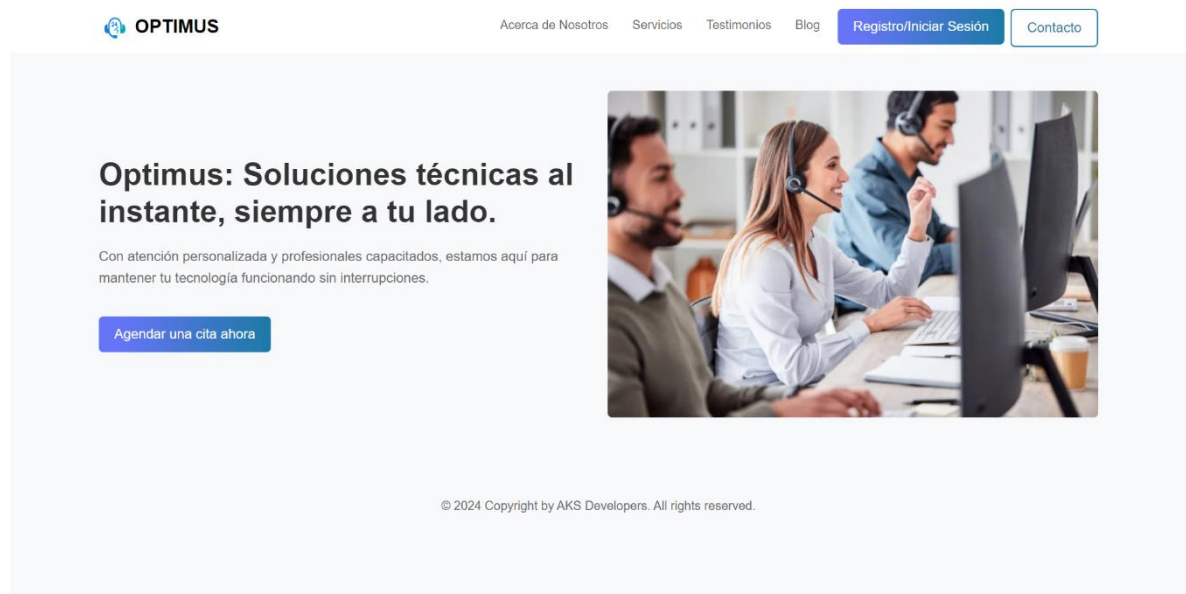 OPTIMUS
Acerca de Nosotros Servicios Testimonios Blog Registro/Iniciar Sesión Contacto
Optimus: Soluciones técnicas al
instante, siempre a tu lado.
Con atención personalizada y profesionales capacitados, estamos aquí para
mantener tu tecnología funcionando sin interrupciones.
Agendar una cita ahora
© 2024 Copyright by AKS Developers. All rights reserved.